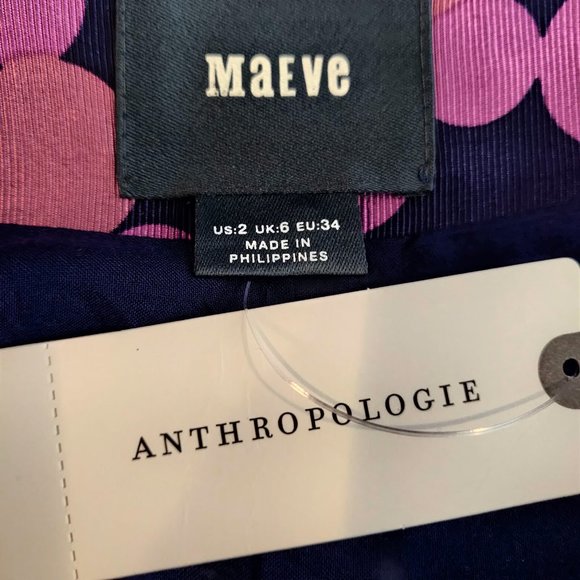 MaEve
US:2 UK:6 EU:34
MADE IN
PHILIPPINES
ANTHROPOLOGIE